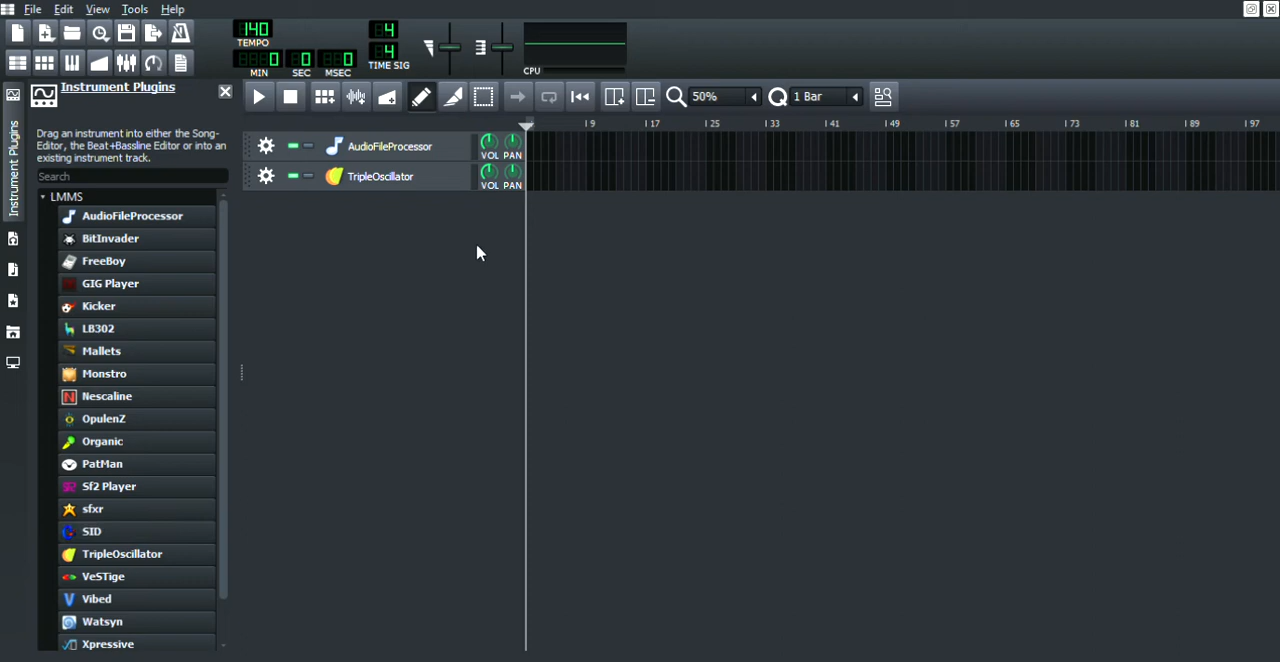 File Edit View Tools Help
140
TEMPO
4
4
TIME SIG
0 0 0
MIN SEC MSEC
CPU
Instrument Plugins
Instrument Plugins
Drag an instrument into either the Song-
Editor, the Beat+Bassline Editor or into an
existing instrument track.
Search
LMMS
AudioFileProcessor
BitInvader
FreeBoy
GIG Player
Kicker
LB302
Mallets
Monstro
Nescaline
OpulenZ
Organic
PatMan
Sf2 Player
sfxr
SID
TripleOscillator
VeSTige
Vibed
Watsyn
Xpressive
50% 1 Bar
9 17 25 33 41 49 57 65 73 81 89 97
AudioFileProcessor VOL PAN
TripleOscillator VOL PAN